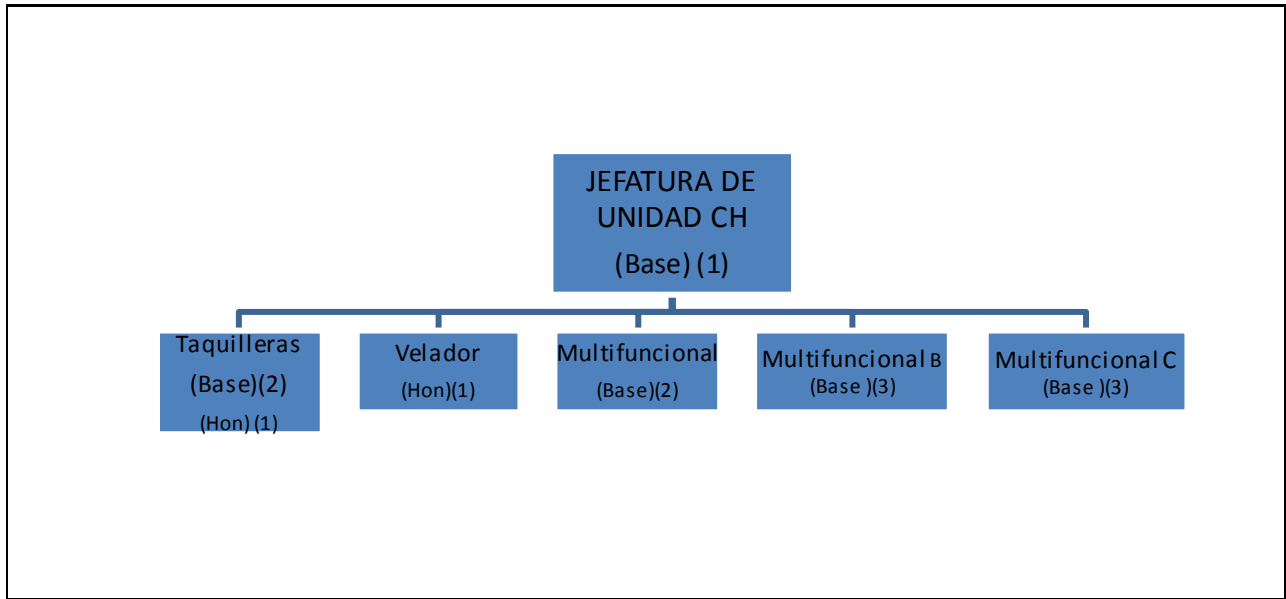 JEFATURA DE
UNIDAD CH
(Base) (1)
Taquilleras
(Base)(2)
(Hon) (1)
Velador
(Hon)(1)
Multifuncional
(Base)(2)
Multifuncional B
(Base )(3)
Multifuncional C
(Base )(3)